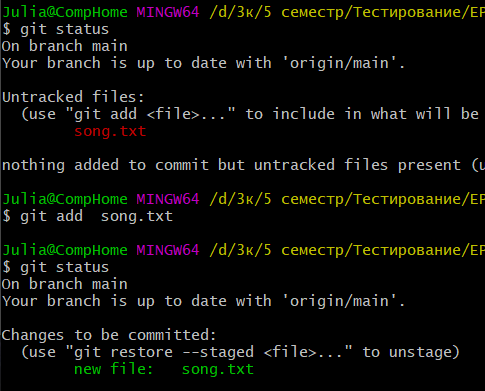 Julia@CompHome MINGW64 /d/3к/5 семестр/Тестирование/EP
$ git status
On branch main
Your branch is up to date with 'origin/main'.

Untracked files:
  (use "git add <file>..." to include in what will be
        song.txt

nothing added to commit but untracked files present (u

Julia@CompHome MINGW64 /d/3к/5 семестр/Тестирование/EP
$ git add  song.txt

Julia@CompHome MINGW64 /d/3к/5 семестр/Тестирование/EP
$ git status
On branch main
Your branch is up to date with 'origin/main'.

Changes to be committed:
  (use "git restore --staged <file>..." to unstage)
        new file:   song.txt